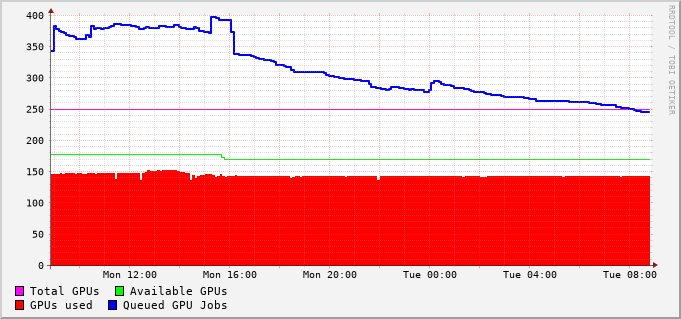 400
350
300
250
200
150
100
50
0
Mon 12:00 Mon 16:00 Mon 20:00 Tue 00:00 Tue 04:00 Tue 08:00
Total GPUs Available GPUs
GPUs used Queued GPU Jobs
RRDTOOL / TOBI OETIKER